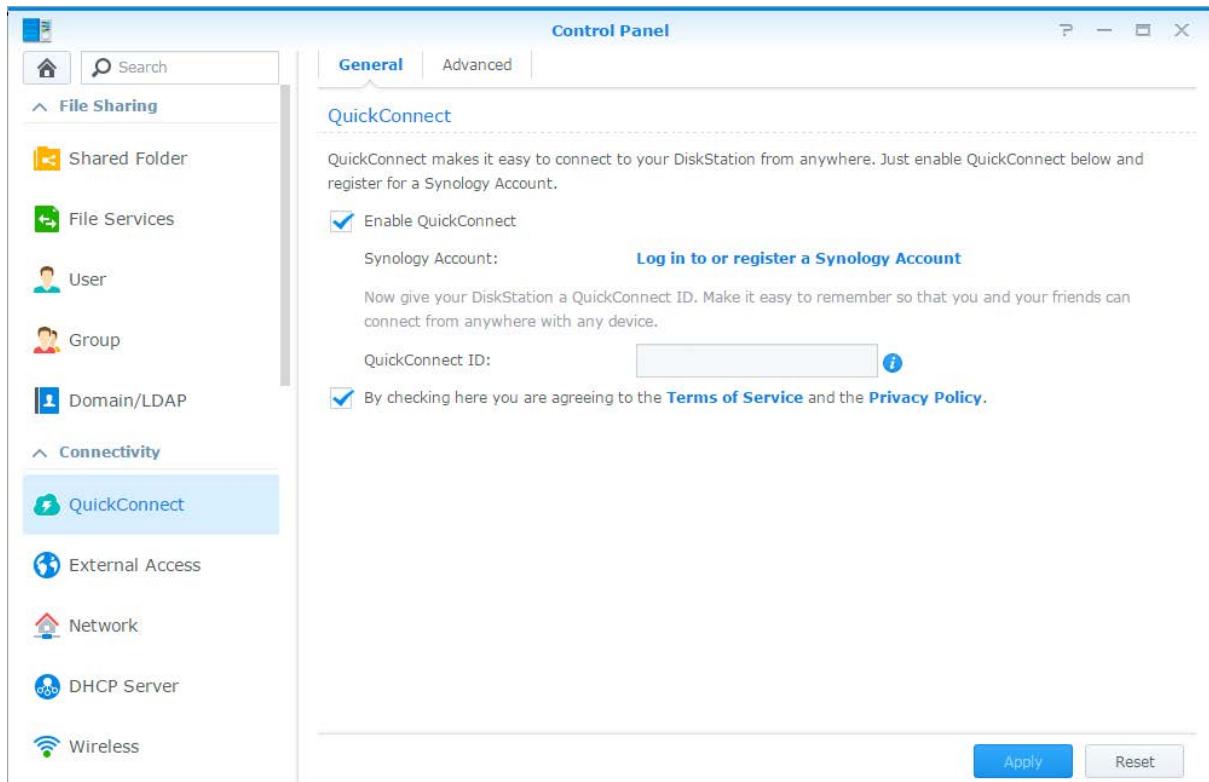 Control Panel
Search
File Sharing
Shared Folder
File Services
User
Group
Domain/LDAP
Connectivity
QuickConnect
External Access
Network
DHCP Server
Wireless
General
Advanced
QuickConnect
QuickConnect makes it easy to connect to your DiskStation from anywhere. Just enable QuickConnect below and
register for a Synology Account.
Enable QuickConnect
Synology Account: Log in to or register a Synology Account
Now give your DiskStation a QuickConnect ID. Make it easy to remember so that you and your friends can
connect from anywhere with any device.
QuickConnect ID:
By checking here you are agreeing to the Terms of Service and the Privacy Policy.
Apply
Reset